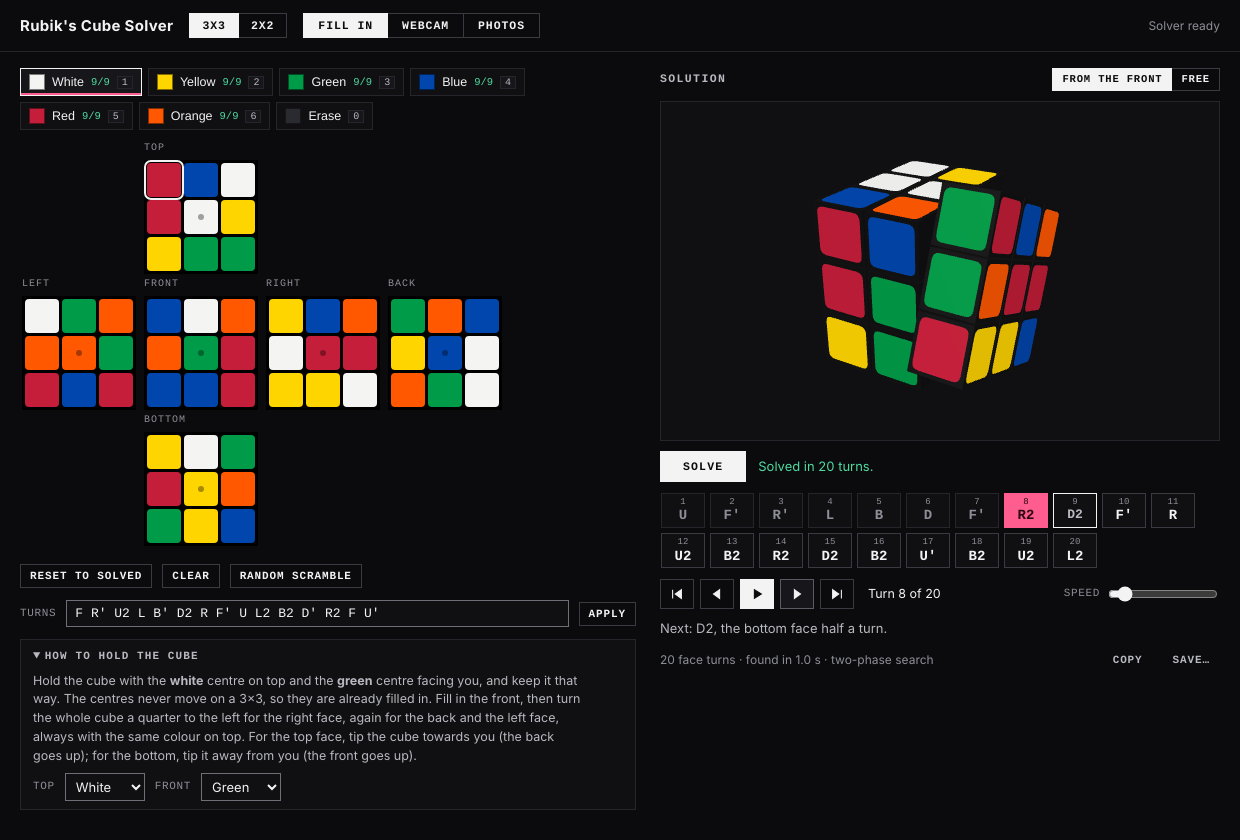 Rubik's Cube Solver
3X3 2X2
FILL IN WEBCAM PHOTOS
Solver ready
White 9/9 1
Yellow 9/9 2
Green 9/9 3
Blue 9/9 4
Red 9/9 5
Orange 9/9 6
Erase 0
TOP
LEFT FRONT RIGHT BACK
BOTTOM
RESET TO SOLVED CLEAR RANDOM SCRAMBLE
TURNS F R' U2 L B' D2 R F' U L2 B2 D' R2 F U' APPLY
▼ HOW TO HOLD THE CUBE
Hold the cube with the white centre on top and the green centre facing you, and keep it that
way. The centres never move on a 3×3, so they are already filled in. Fill in the front, then turn
the whole cube a quarter to the left for the right face, again for the back and the left face,
always with the same colour on top. For the top face, tip the cube towards you (the back
goes up); for the bottom, tip it away from you (the front goes up).
TOP White FRONT Green
SOLUTION
FROM THE FRONT FREE
SOLVE Solved in 20 turns.
1 2 3 4 5 6 7 8 9 10 11
U F' R' L B D F' R2 D2 F' R
12 13 14 15 16 17 18 19 20
U2 B2 R2 D2 B2 U' B2 U2 L2
Turn 8 of 20
SPEED
Next: D2, the bottom face half a turn.
20 face turns · found in 1.0 s · two-phase search
COPY SAVE…